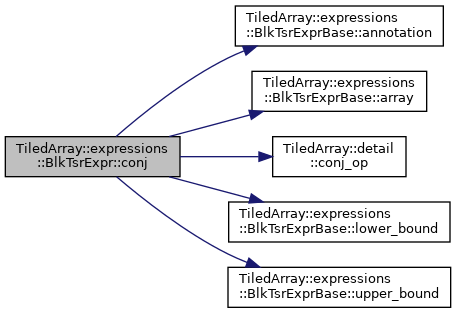 TiledArray::expressions
::BlkTsrExpr::conj
TiledArray::expressions
::BlkTsrExprBase::annotation
TiledArray::expressions
::BlkTsrExprBase::array
TiledArray::detail
::conj_op
TiledArray::expressions
::BlkTsrExprBase::lower_bound
TiledArray::expressions
::BlkTsrExprBase::upper_bound